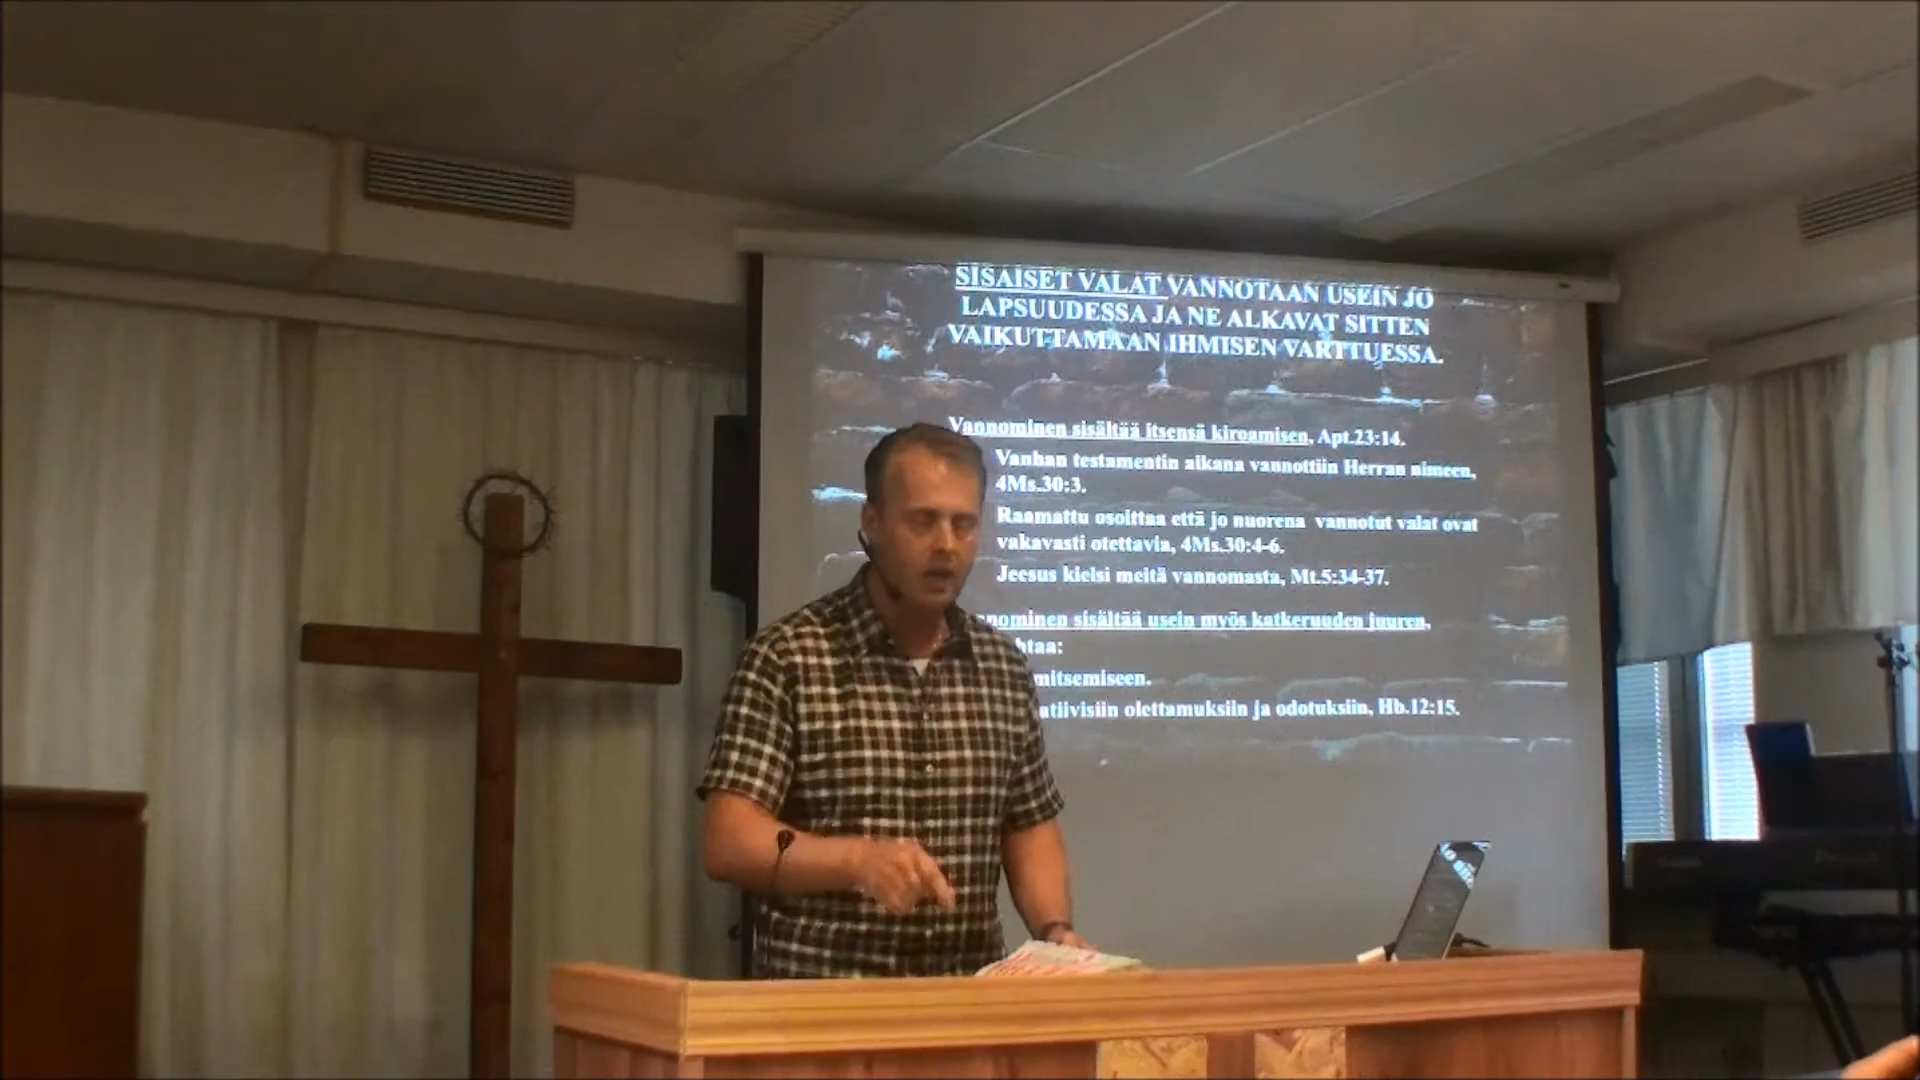 SISÄISET VALAT VANNOTAAN USEIN JO
LAPSUUDESSA JA NE ALKAVAT SITTEN
VAIKUTTAMAAN IHMISEN VARTTUESSA.
Vannominen sisältää itsensä kiroamisen, Apt.23:14.
Vanhan testamentin aikana vannottiin Herran nimeen,
4Ms.30:3.
Raamattu osoittaa että jo nuorena vannotut valat ovat
vakavasti otettavia, 4Ms.30:4-6.
Jeesus kielsi meitä vannomasta, Mt.5:34-37.
nominen sisältää usein myös katkeruuden juuren,
htaa:
mitsemiseen.
atiivisiin olettamuksiin ja odotuksiin, Hb.12:15.